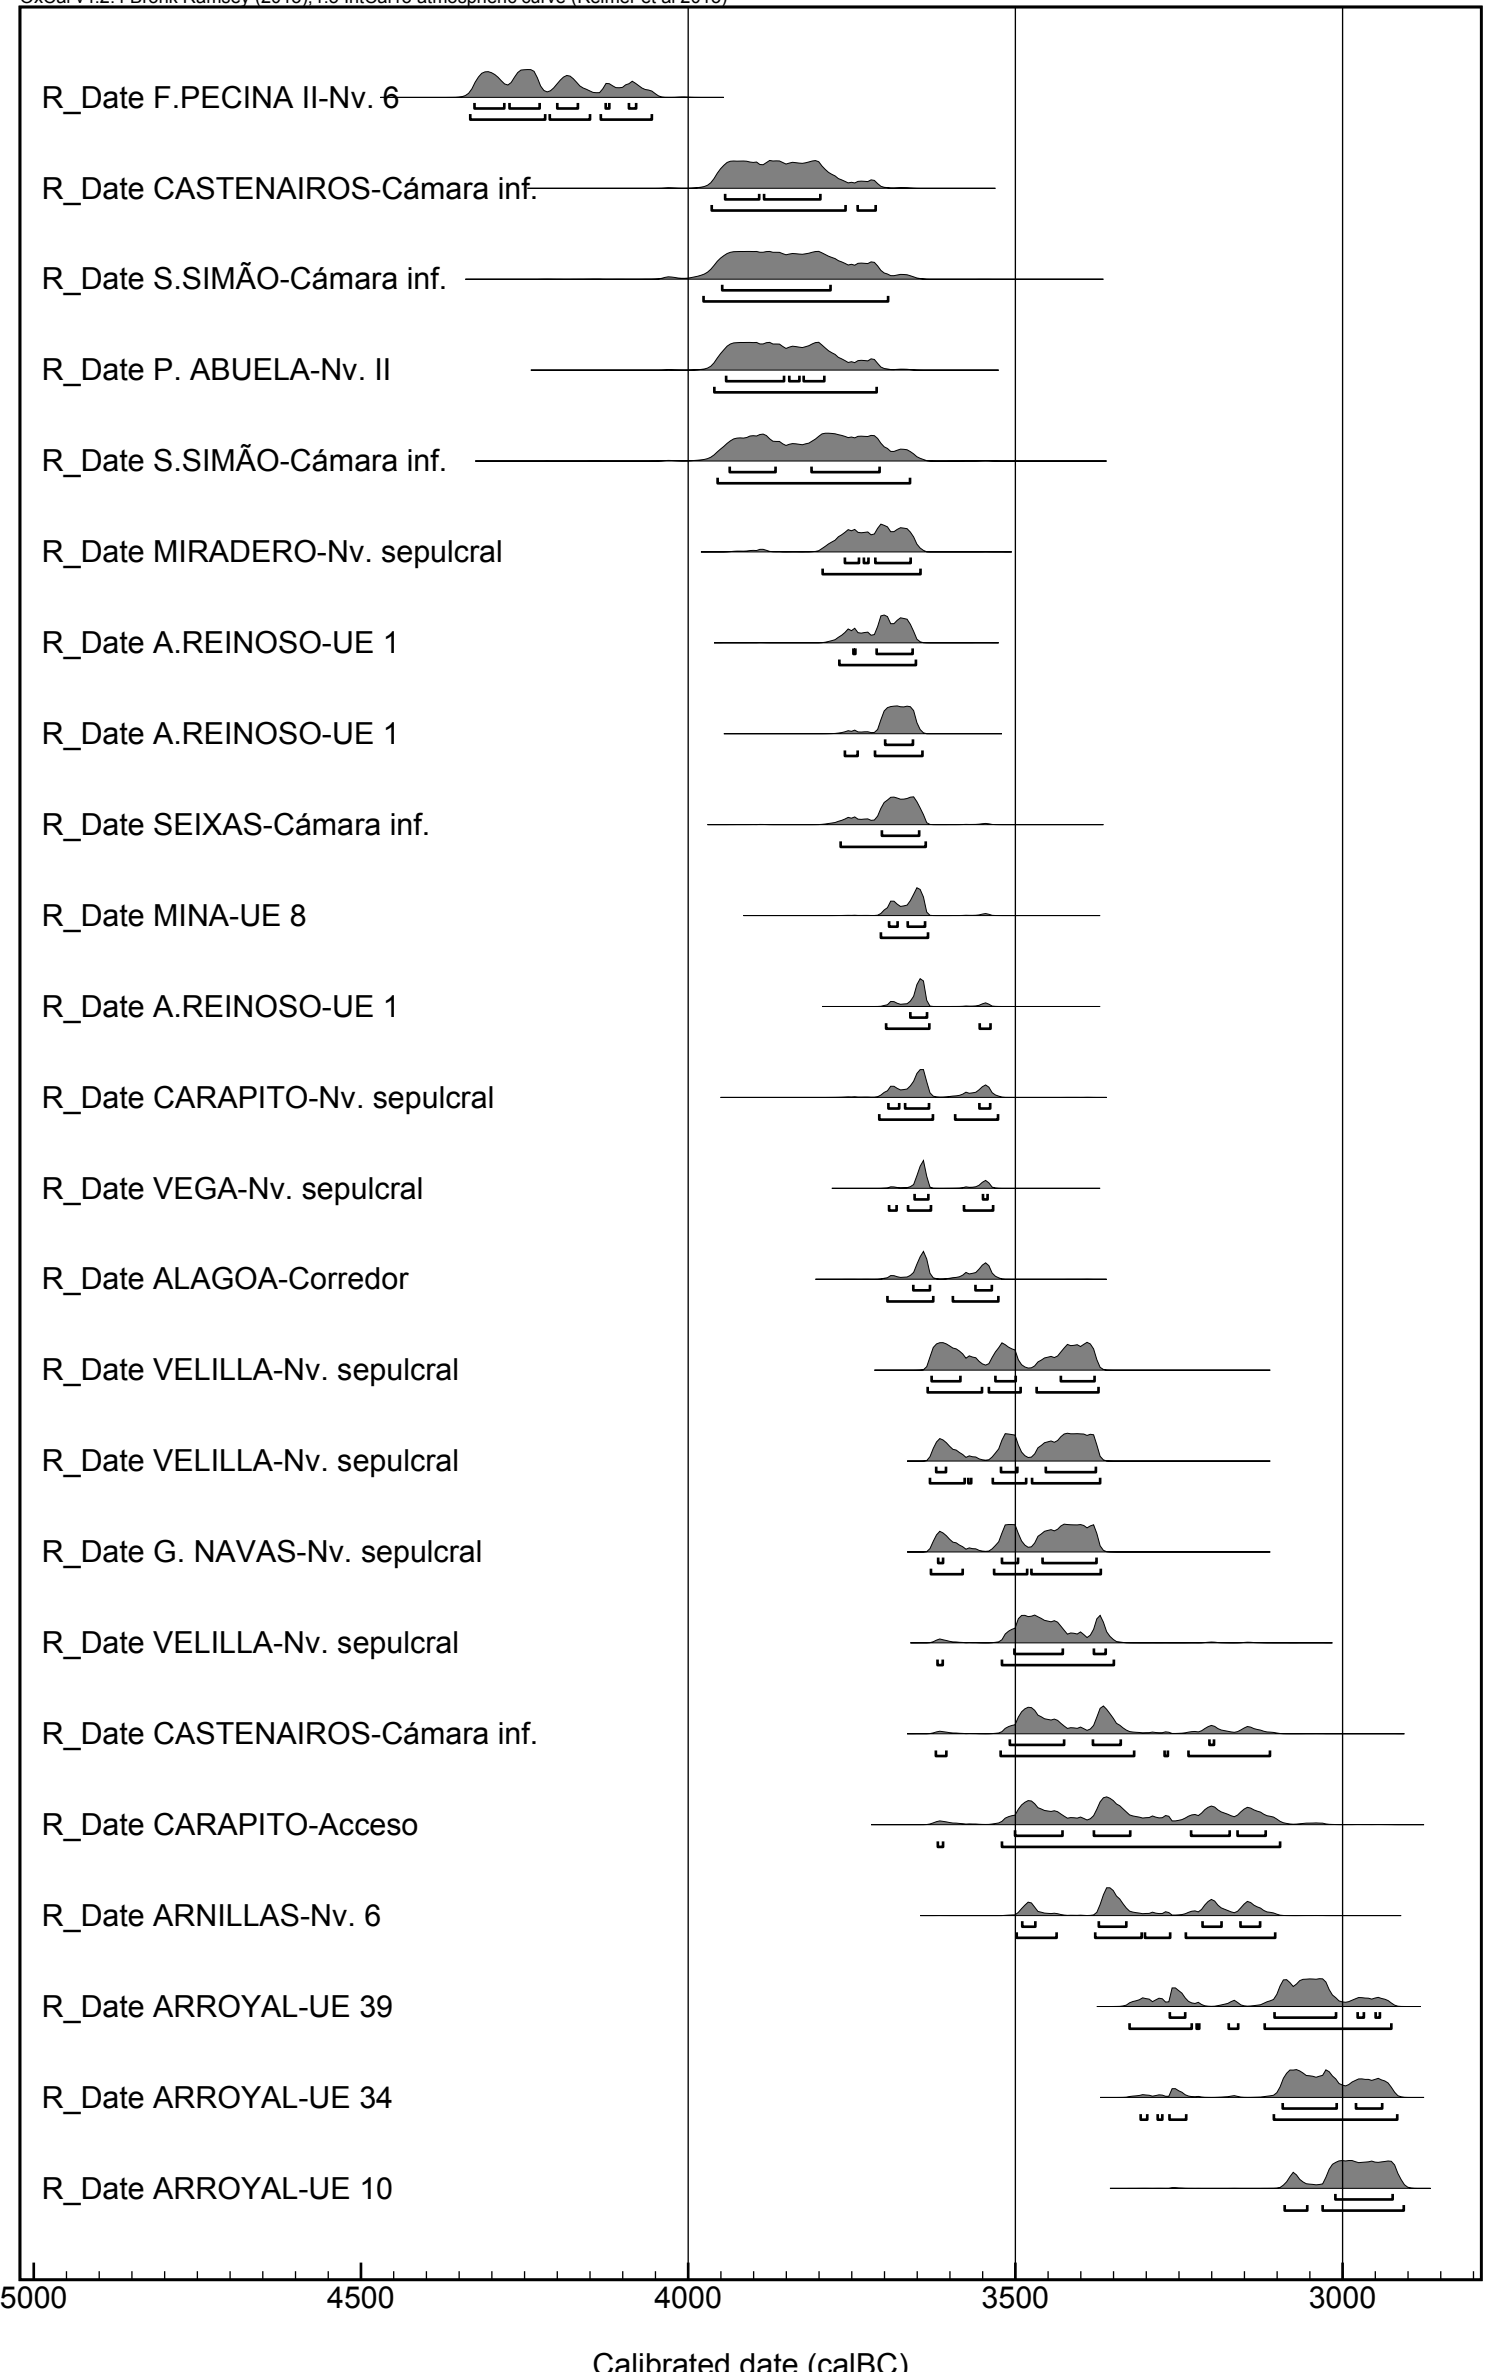 R_Date F.PECINA II-Nv. 6
R_Date CASTENAIROS-Cámara inf.
R_Date S.SIMÃO-Cámara inf.
R_Date P. ABUELA-Nv. II
R_Date S.SIMÃO-Cámara inf.
R_Date MIRADERO-Nv. sepulcral
R_Date A.REINOSO-UE 1
R_Date A.REINOSO-UE 1
R_Date SEIXAS-Cámara inf.
R_Date MINA-UE 8
R_Date A.REINOSO-UE 1
R_Date CARAPITO-Nv. sepulcral
R_Date VEGA-Nv. sepulcral
R_Date ALAGOA-Corredor
R_Date VELILLA-Nv. sepulcral
R_Date VELILLA-Nv. sepulcral
R_Date G. NAVAS-Nv. sepulcral
R_Date VELILLA-Nv. sepulcral
R_Date CASTENAIROS-Cámara inf.
R_Date CARAPITO-Acceso
R_Date ARNILLAS-Nv. 6
R_Date ARROYAL-UE 39
R_Date ARROYAL-UE 34
R_Date ARROYAL-UE 10
5000 4500 4000 3500 3000
Calibrated date (calBC)